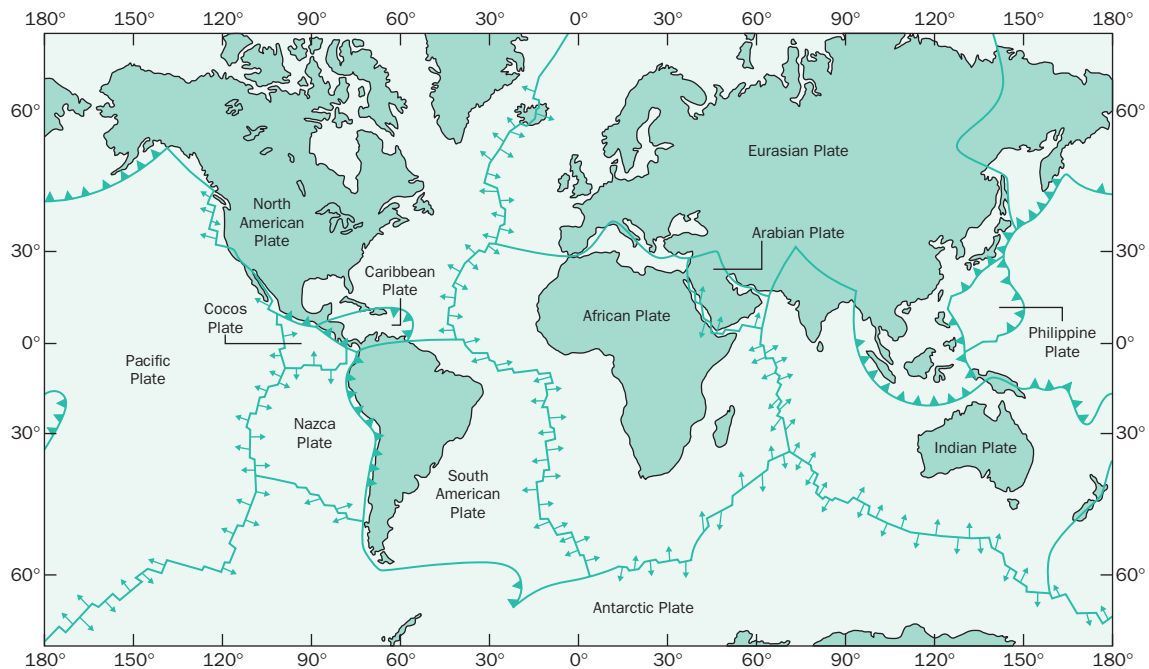 180° 150° 120° 90° 60° 30° 0° 30° 60° 90° 120° 150° 180°
60° 60°
Eurasian Plate
North
American
Plate
Arabian Plate
30° 30°
Caribbean
Plate
Cocos
Plate
African Plate
Philippine
Plate
0° 0°
Pacific
Plate
Nazca
Plate
30° 30°
Indian Plate
South
American
Plate
60° 60°
Antarctic Plate
180° 150° 120° 90° 60° 30° 0° 30° 60° 90° 120° 150° 180°